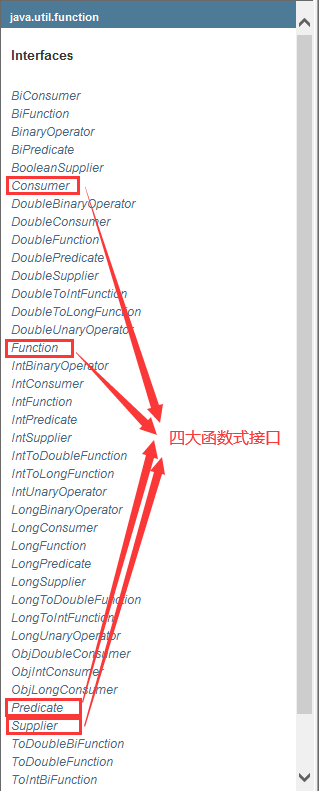 java.util.function
Interfaces
BiConsumer
BiFunction
BinaryOperator
BiPredicate
BooleanSupplier
Consumer
DoubleBinaryOperator
DoubleConsumer
DoubleFunction
DoublePredicate
DoubleSupplier
DoubleToIntFunction
DoubleToLongFunction
DoubleUnaryOperator
Function
IntBinaryOperator
IntConsumer
IntFunction
IntPredicate
四大函数式接口
IntSupplier
IntToDoubleFunction
IntToLongFunction
IntUnaryOperator
LongBinaryOperator
LongConsumer
LongFunction
LongPredicate
LongSupplier
LongToDoubleFunction
LongToIntFunction
LongUnaryOperator
ObjDoubleConsumer
ObjIntConsumer
ObjLongConsumer
Predicate
Supplier
ToDoubleBiFunction
ToDoubleFunction
ToIntBiFunction